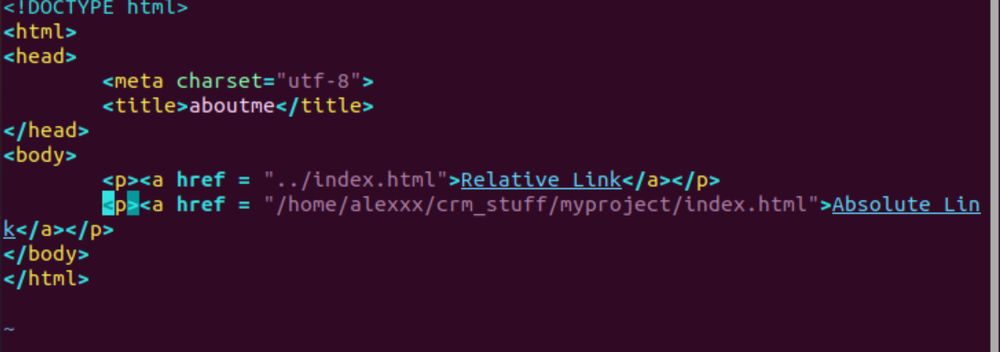 <!DOCTYPE html>
<html>
<head>
        <meta charset="utf-8">
        <title>aboutme</title>
</head>
<body>
        <p><a href = "../index.html">Relative Link</a></p>
        <p><a href = "/home/alexxx/crm_stuff/myproject/index.html">Absolute Lin
k</a></p>
</body>
</html>
~